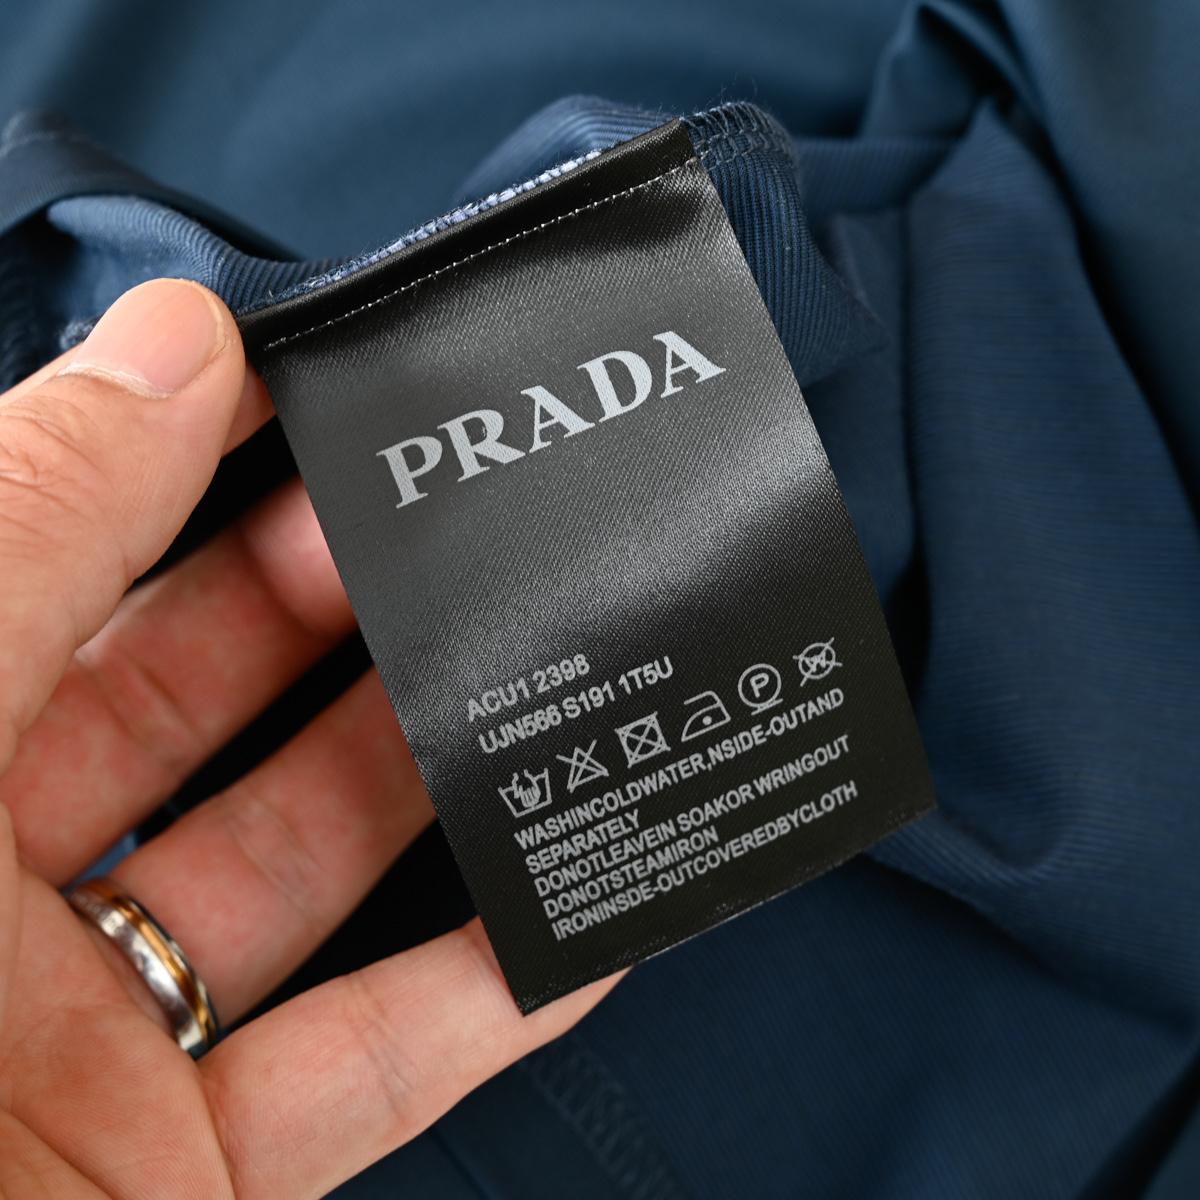 PRADA
ACU1 2398
UJN566 S191 1T5U
P W
WASHINCOLDWATER,NSIDE-OUTAND
SEPARATELY
DONOTLEAVEIN SOAKOR WRINGOUT
DONOTSTEAMIRON
IRONINSDE-OUTCOVEREDBYCLOTH